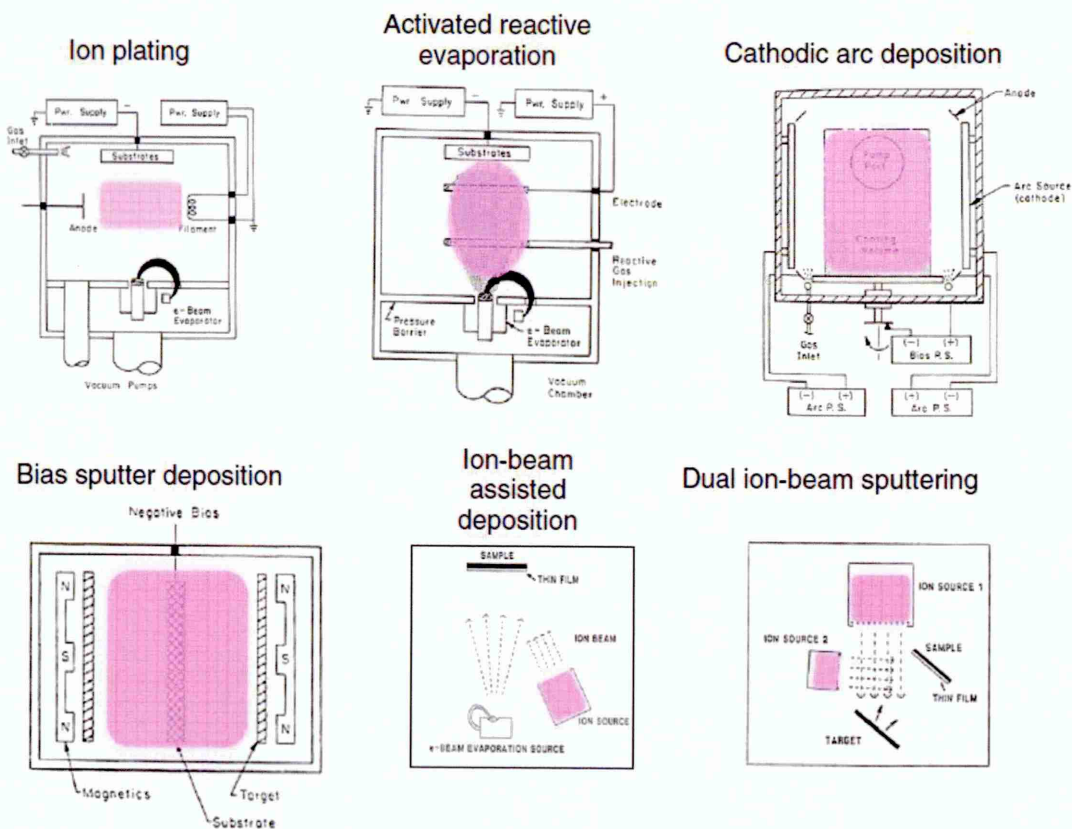 Ion plating
Pwr. Supply
Pwr. Supply
Gas
Inlet
Substrates
Anode
Filament
e-Beam
Evaporator
Vacuum Pumps
Activated reactive
evaporation
Pwr. Supply
Pwr. Supply
Substrates
Electrode
Reactive
Gas
Injection
Pressure
Barrier
e-Beam
Evaporator
Vacuum
Chamber
Cathodic arc deposition
Anode
Pump
Port
Arc Source
(cathode)
Coating
Volume
Gas
Inlet
(-) (+)
Bias P.S.
(-) (+)
Arc P.S.
(+) (-)
Arc P.S.
Bias sputter deposition
Negative Bias
N
S
N
N
S
N
Magnetics
Target
Substrate
Ion-beam
assisted
deposition
SAMPLE
THIN FILM
ION BEAM
ION SOURCE
e-BEAM EVAPORATION SOURCE
Dual ion-beam sputtering
ION SOURCE 1
ION SOURCE 2
SAMPLE
THIN FILM
TARGET